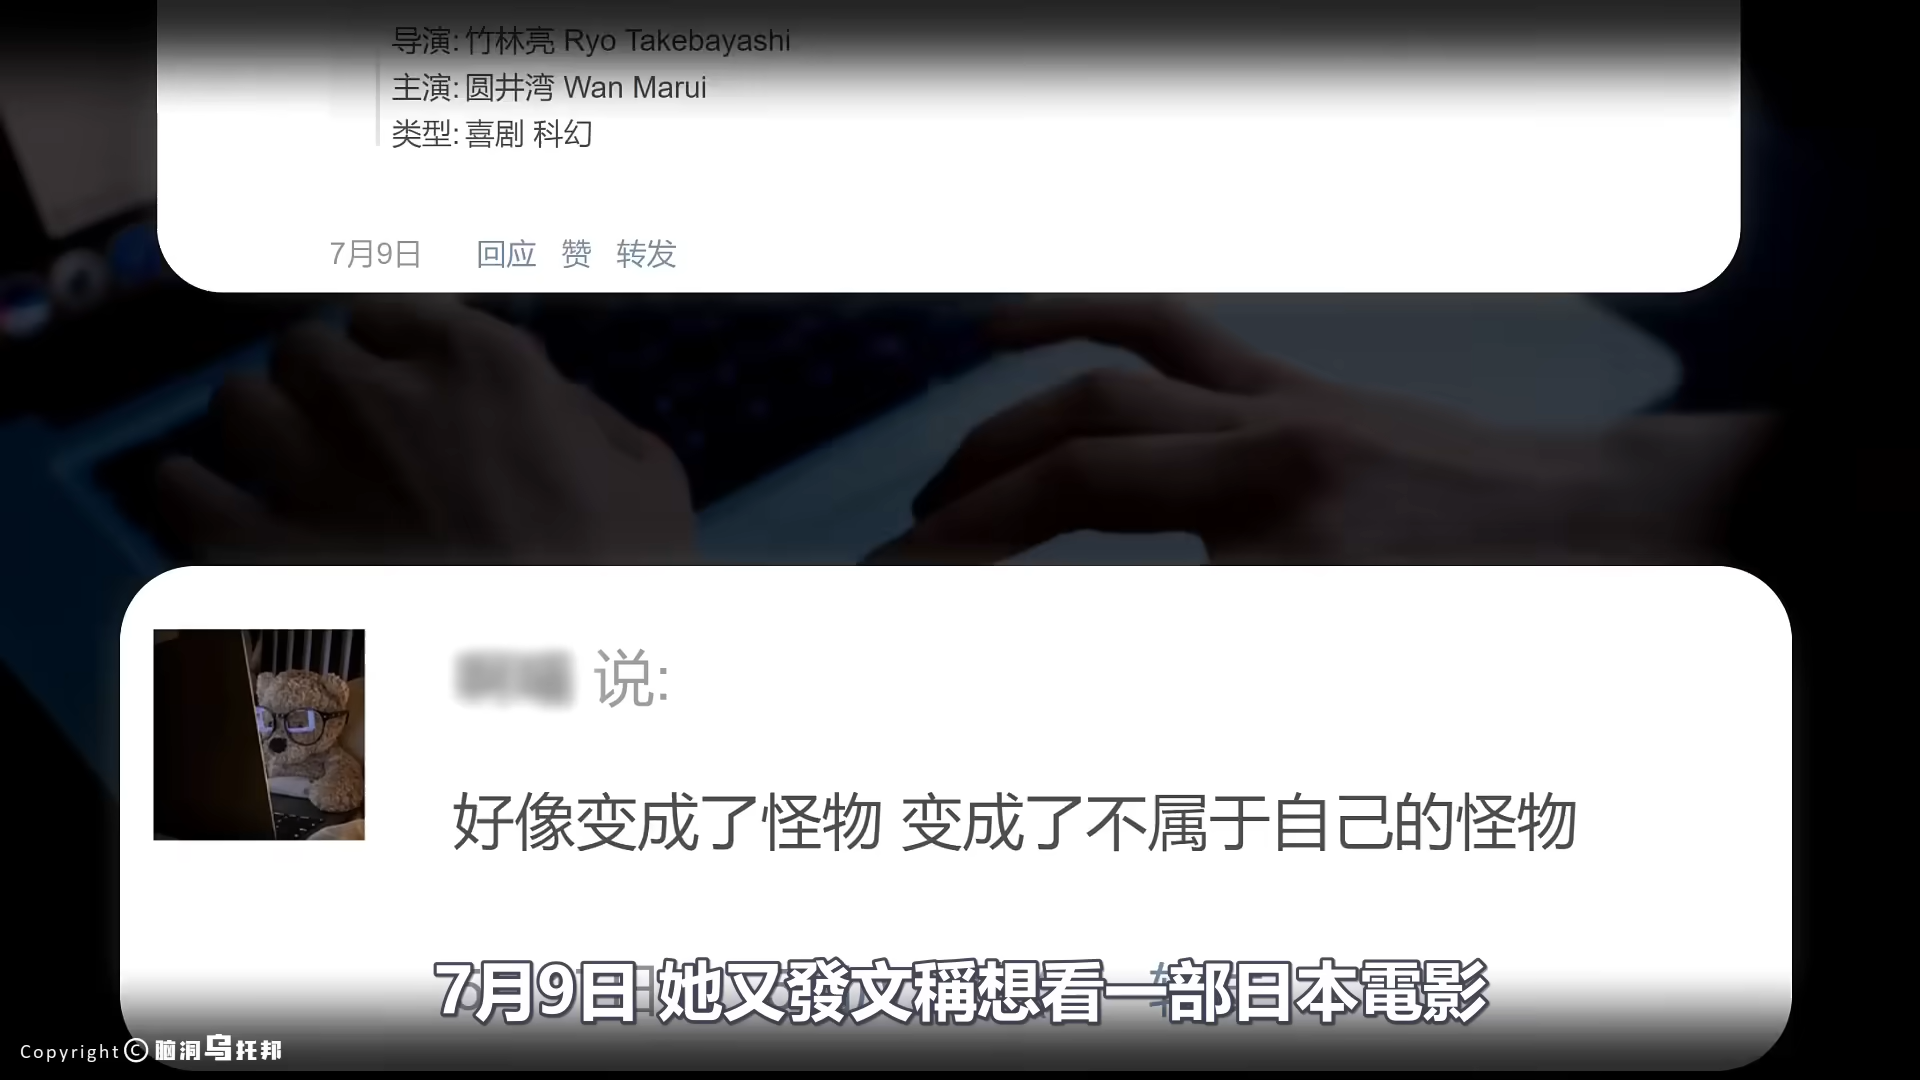 导演: 竹林亮 Ryo Takebayashi
主演: 圆井湾 Wan Marui
类型: 喜剧 科幻
7月9日 回应 赞 转发
说:
好像变成了怪物 变成了不属于自己的怪物
7月9日 她又發文稱想看一部日本電影
Copyright © 脑洞乌托邦